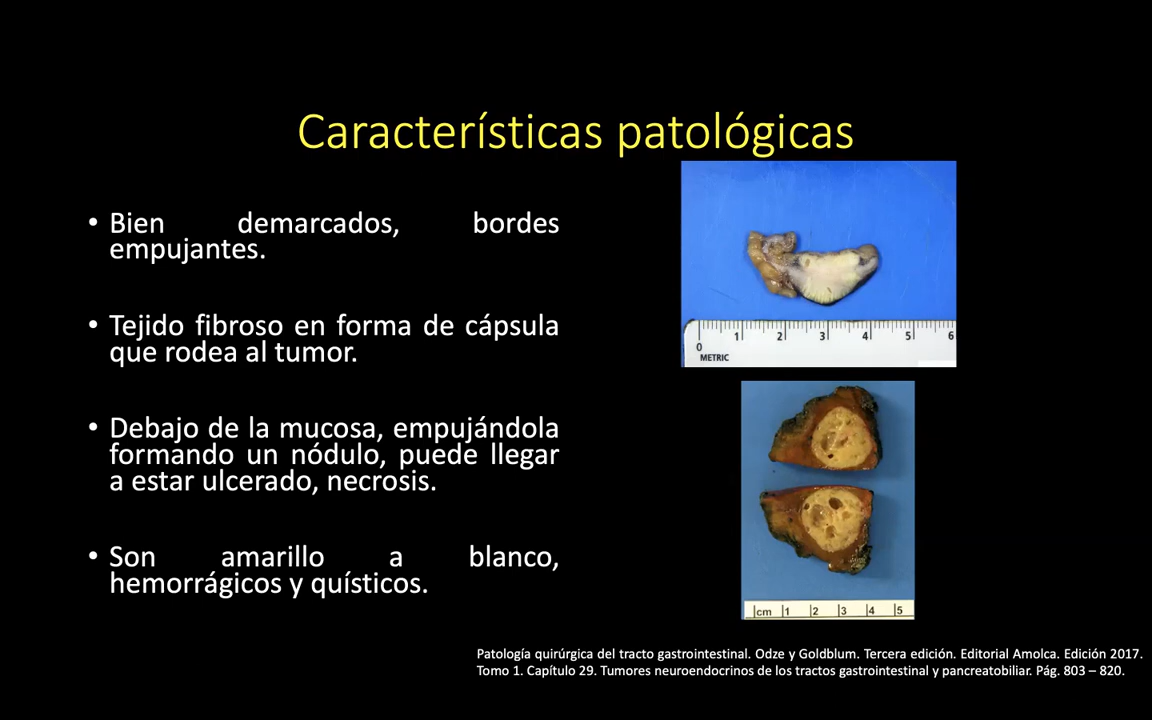 Características patológicas
• Bien demarcados, bordes
empujantes.
• Tejido fibroso en forma de cápsula
que rodea al tumor.
• Debajo de la mucosa, empujándola
formando un nódulo, puede llegar
a estar ulcerado, necrosis.
• Son amarillo a blanco,
hemorrágicos y quísticos.
0 1 2 3 4 5 6
METRIC
cm 1 2 3 4 5
Patología quirúrgica del tracto gastrointestinal. Odze y Goldblum. Tercera edición. Editorial Amolca. Edición 2017.
Tomo 1. Capítulo 29. Tumores neuroendocrinos de los tractos gastrointestinal y pancreatobiliar. Pág. 803 – 820.